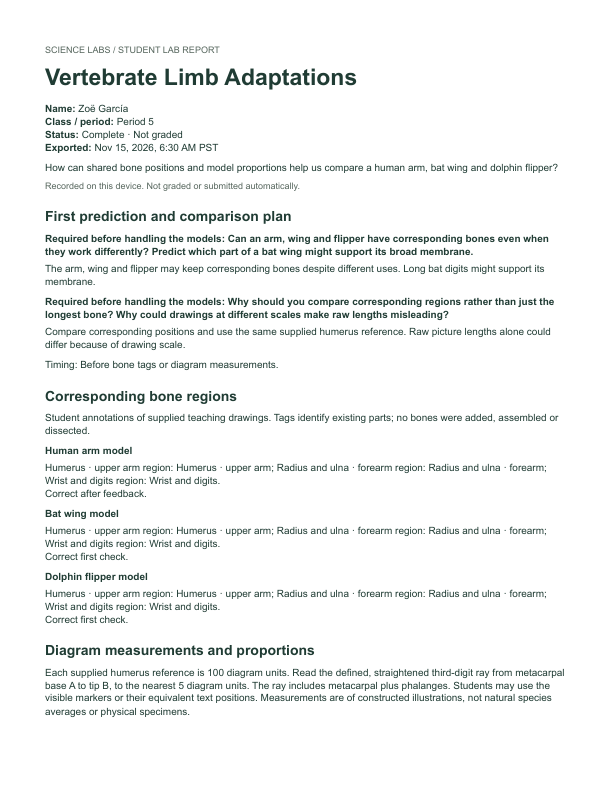 SCIENCE LABS / STUDENT LAB REPORT
Vertebrate Limb Adaptations
Name: Zoë García
Class / period: Period 5
Status: Complete · Not graded
Exported: Nov 15, 2026, 6:30 AM PST
How can shared bone positions and model proportions help us compare a human arm, bat wing and dolphin flipper?
Recorded on this device. Not graded or submitted automatically.
First prediction and comparison plan
Required before handling the models: Can an arm, wing and flipper have corresponding bones even when
they work differently? Predict which part of a bat wing might support its broad membrane.
The arm, wing and flipper may keep corresponding bones despite different uses. Long bat digits might support its
membrane.
Required before handling the models: Why should you compare corresponding regions rather than just the
longest bone? Why could drawings at different scales make raw lengths misleading?
Compare corresponding positions and use the same supplied humerus reference. Raw picture lengths alone could
differ because of drawing scale.
Timing: Before bone tags or diagram measurements.
Corresponding bone regions
Student annotations of supplied teaching drawings. Tags identify existing parts; no bones were added, assembled or
dissected.
Human arm model
Humerus · upper arm region: Humerus · upper arm; Radius and ulna · forearm region: Radius and ulna · forearm;
Wrist and digits region: Wrist and digits.
Correct after feedback.
Bat wing model
Humerus · upper arm region: Humerus · upper arm; Radius and ulna · forearm region: Radius and ulna · forearm;
Wrist and digits region: Wrist and digits.
Correct first check.
Dolphin flipper model
Humerus · upper arm region: Humerus · upper arm; Radius and ulna · forearm region: Radius and ulna · forearm;
Wrist and digits region: Wrist and digits.
Correct first check.
Diagram measurements and proportions
Each supplied humerus reference is 100 diagram units. Read the defined, straightened third-digit ray from metacarpal
base A to tip B, to the nearest 5 diagram units. The ray includes metacarpal plus phalanges. Students may use the
visible markers or their equivalent text positions. Measurements are of constructed illustrations, not natural species
averages or physical specimens.